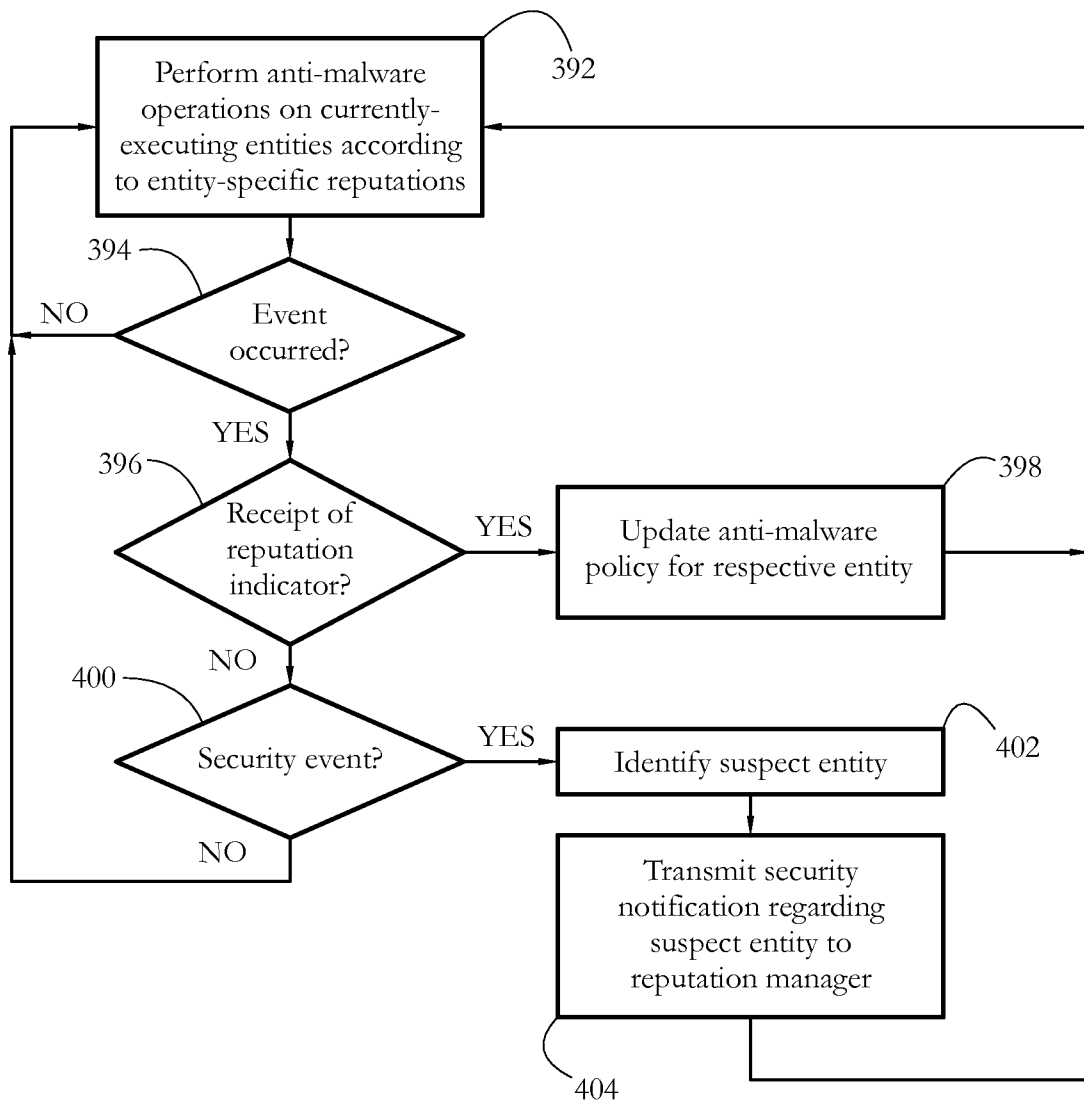 392
Perform anti-malware
operations on currently-
executing entities according
to entity-specific reputations
394
NO
Event
occurred?
YES
396
Receipt of
reputation
indicator?
YES
398
Update anti-malware
policy for respective entity
NO
400
Security event?
YES
402
Identify suspect entity
NO
Transmit security
notification regarding
suspect entity to
reputation manager
404